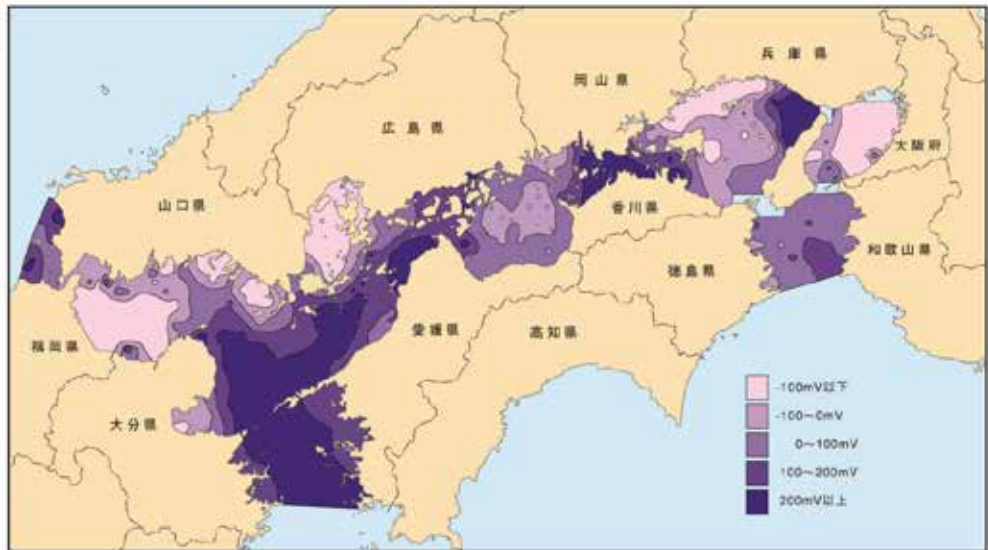 兵庫県
岡山県
広島県
大阪府
山口県
香川県
和歌山県
徳島県
愛媛県
高知県
福岡県
大分県
-100mV以下
-100～0mV
0～100mV
100～200mV
200mV以上